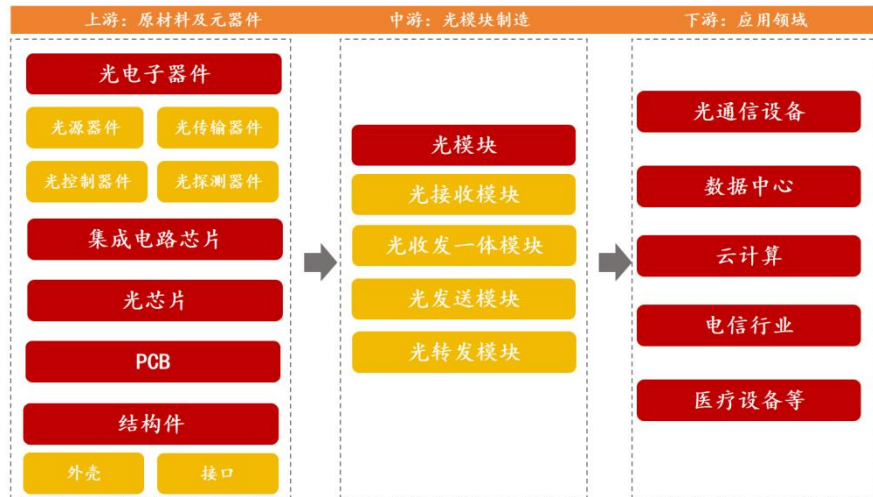 上游：原材料及元器件
光电子器件
光源器件
光传输器件
光控制器件
光探测器件
集成电路芯片
光芯片
PCB
结构件
外壳
接口
中游：光模块制造
光模块
光接收模块
光收发一体模块
光发送模块
光转发模块
下游：应用领域
光通信设备
数据中心
云计算
电信行业
医疗设备等